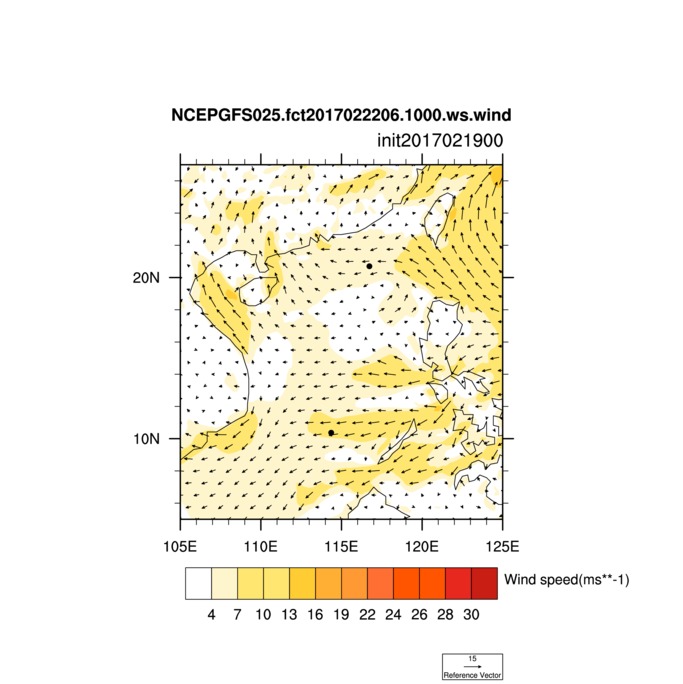 NCEPGFS025.fct2017022206.1000.ws.wind
init2017021900
20N
10N
105E 110E 115E 120E 125E
Wind speed(ms**-1)
4 7 10 13 16 19 22 24 26 28 30
15
Reference Vector